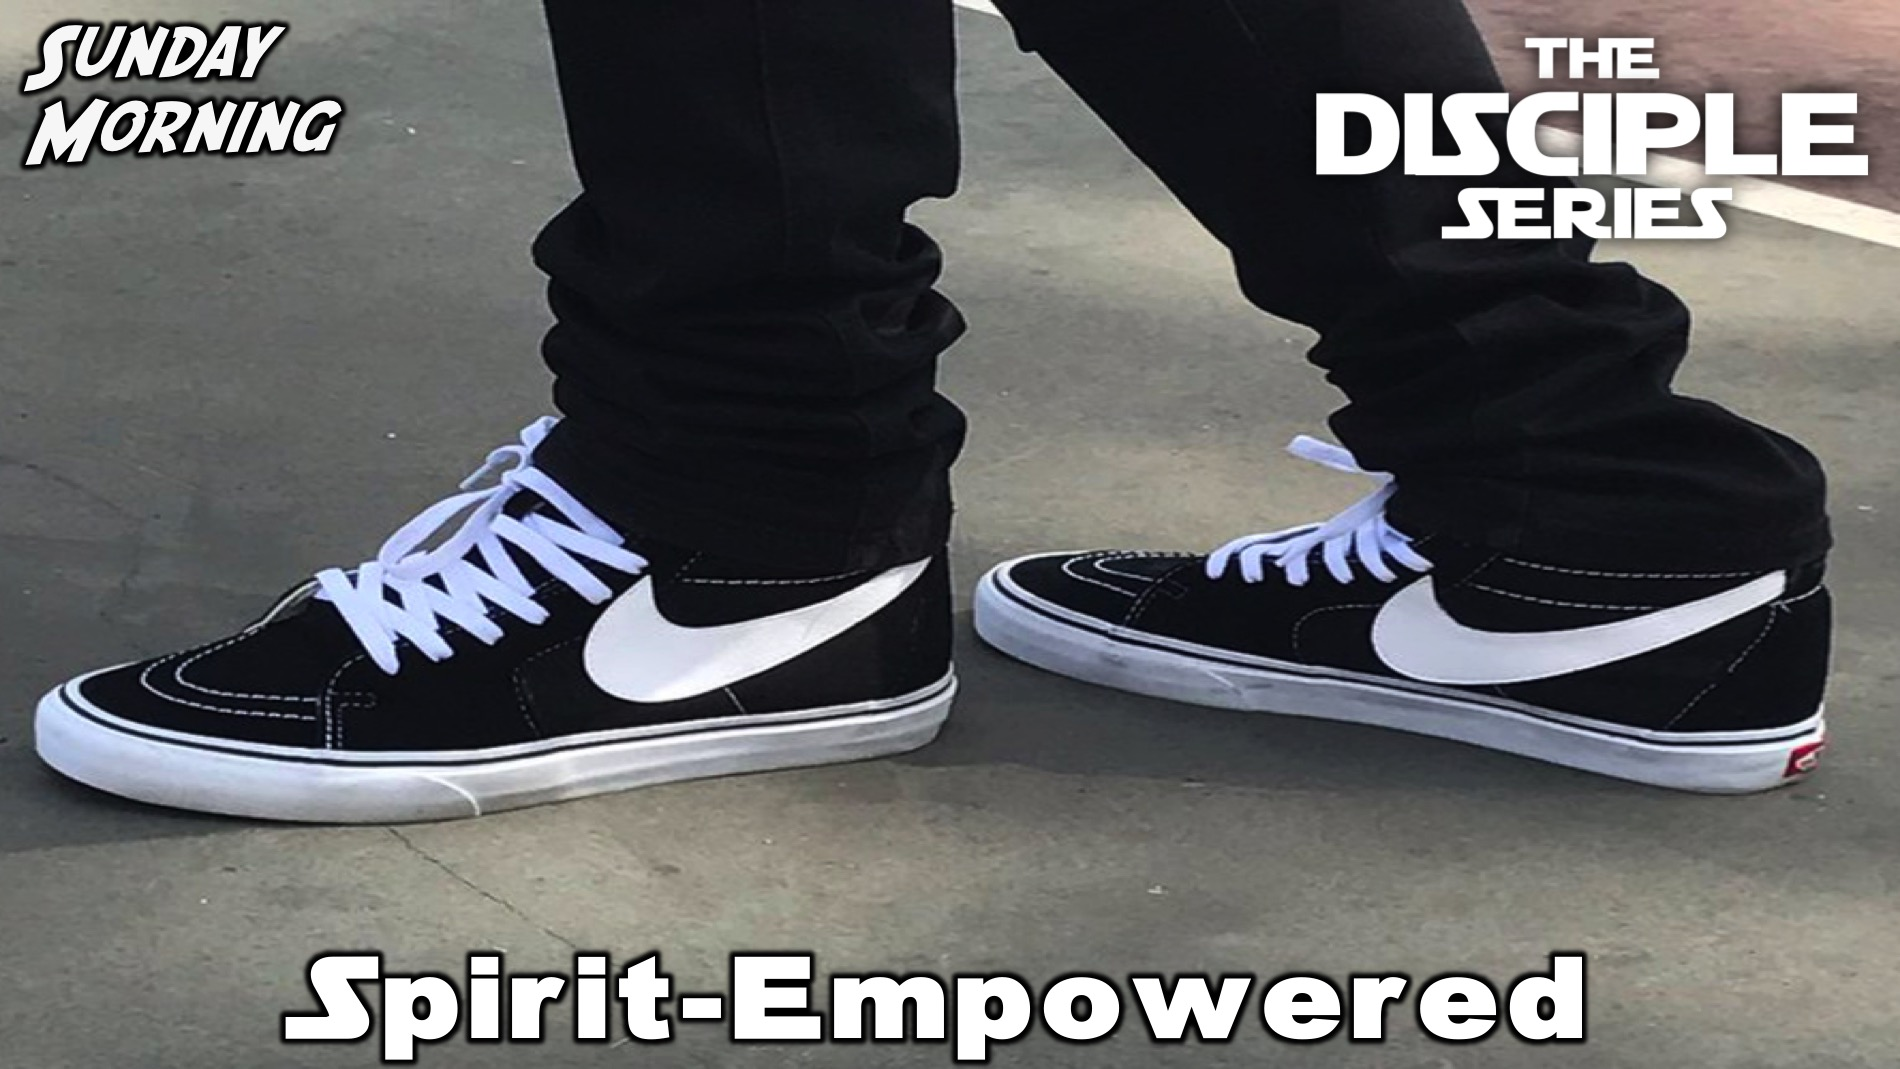 SUNDAY
MORNING
THE
DISCIPLE
SERIES
Spirit-Empowered